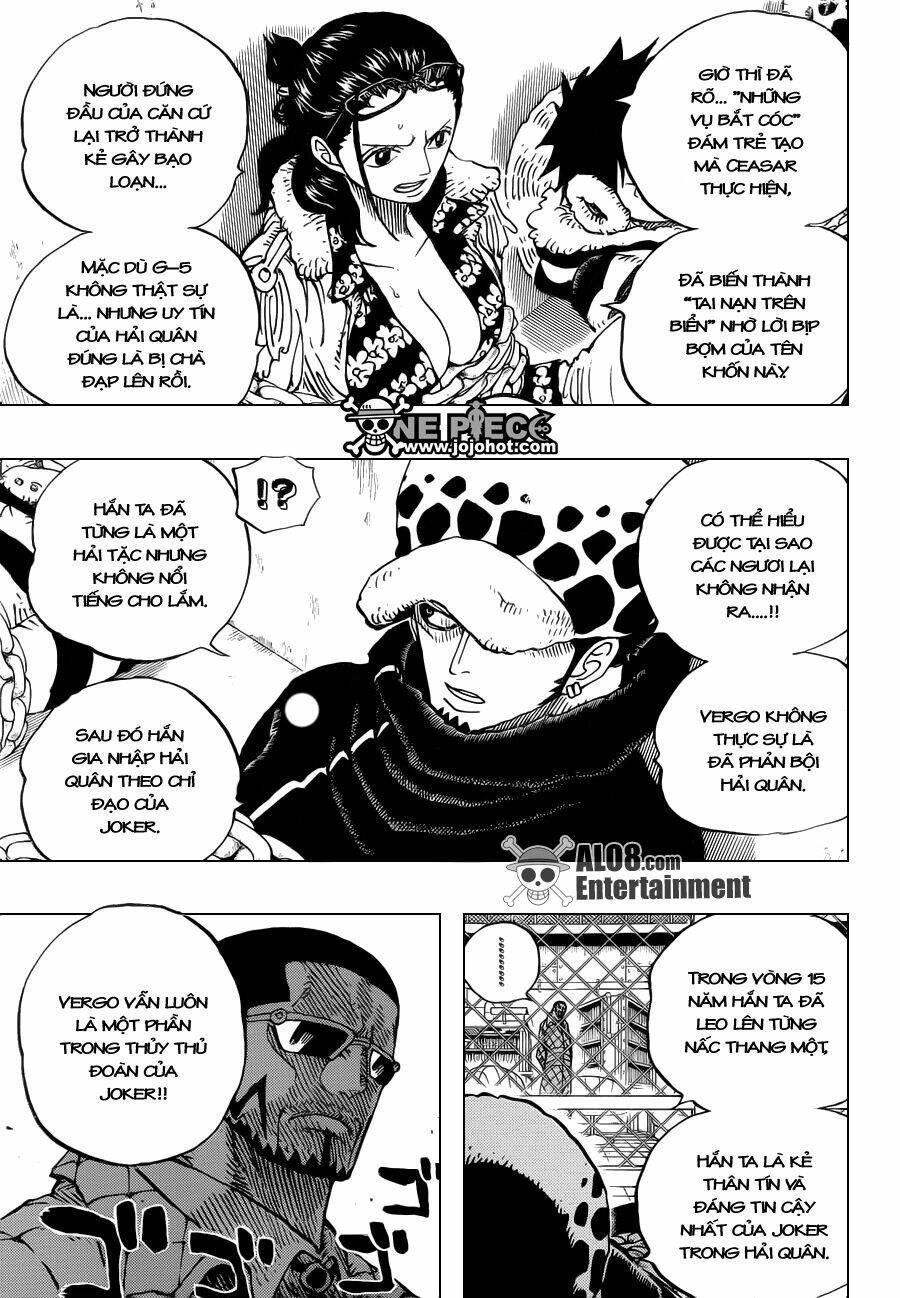 GIỜ THÌ ĐÃ
RÕ... "NHỮNG
VỤ BẮT CÓC"
ĐÁM TRẺ TẠO
MÀ CEASAR
THỰC HIỆN,
ĐÃ BIẾN THÀNH
"TAI NẠN TRÊN
BIỂN" NHỜ LỜI BỊP
BỢM CỦA TÊN
KHỐN NÀY.
NGƯỜI ĐỨNG
ĐẦU CỦA CĂN CỨ
LẠI TRỞ THÀNH
KẺ GÂY BẠO
LOẠN...
MẶC DÙ G-5
KHÔNG THẬT SỰ
LÀ... NHƯNG UY TÍN
CỦA HẢI QUÂN
ĐÚNG LÀ BỊ CHÀ
ĐẠP LÊN RỒI.
ONE PIECE
www.jojohot.com
CÓ THỂ HIỂU
ĐƯỢC TẠI SAO
CÁC NGƯƠI LẠI
KHÔNG NHẬN
RA....!!
VERGO KHÔNG
THỰC SỰ LÀ
ĐÃ PHẢN BỘI
HẢI QUÂN.
!?
HẮN TA ĐÃ
TỪNG LÀ MỘT
HẢI TẶC NHƯNG
KHÔNG NỔI
TIẾNG CHO LẮM.
SAU ĐÓ HẮN
GIA NHẬP HẢI
QUÂN THEO CHỈ
ĐẠO CỦA
JOKER.
ALO8.com
Entertainment
TRONG VÒNG 15
NĂM HẮN TA ĐÃ
LEO LÊN TỪNG
NẤC THANG MỘT,
.........
HẮN TA LÀ KẺ
THÂN TÍN VÀ
ĐÁNG TIN CẬY
NHẤT CỦA JOKER
TRONG HẢI QUÂN.
VERGO VẪN LUÔN
LÀ MỘT PHẦN
TRONG THỦY THỦ
ĐOÀN CỦA
JOKER!!
ゴゴゴ
ゴゴゴ